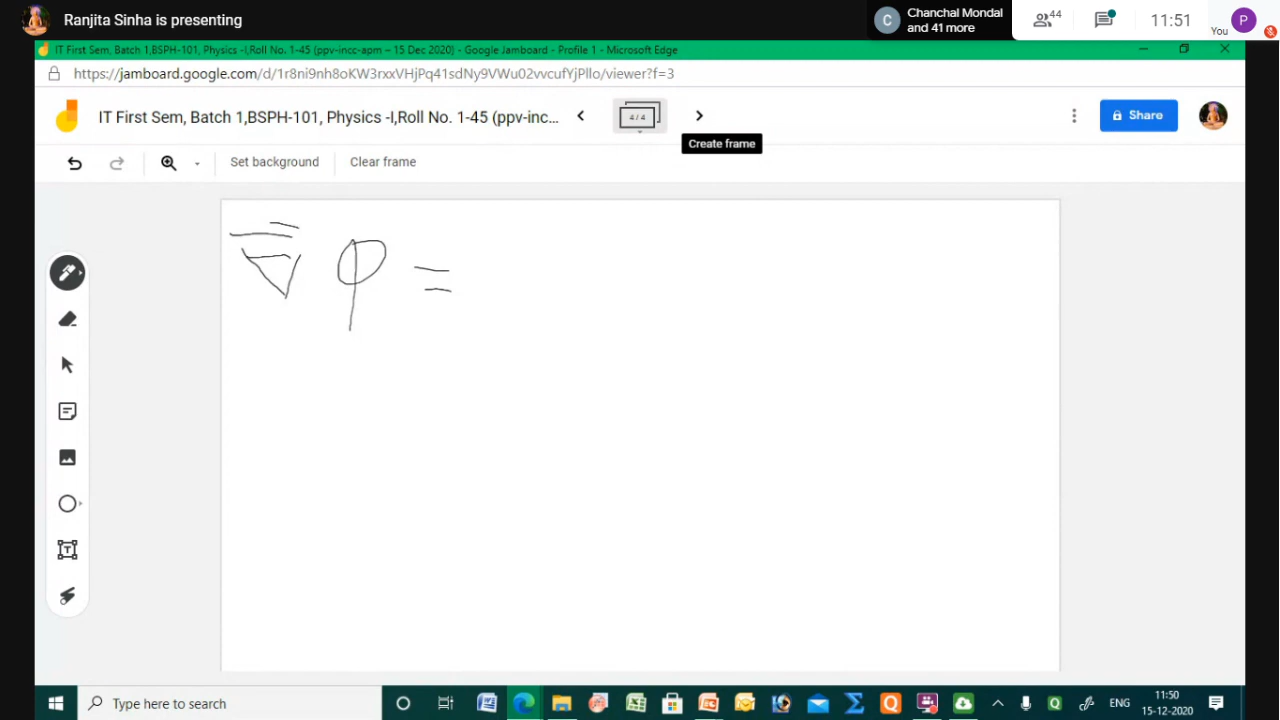 Ranjita Sinha is presenting
C
Chanchal Mondal
and 41 more
44
11:51
You
P
IT First Sem, Batch 1,BSPH-101, Physics -I,Roll No. 1-45 (ppv-incc-apm – 15 Dec 2020) - Google Jamboard - Profile 1 - Microsoft Edge
https://jamboard.google.com/d/1r8ni9nh8oKW3rxxVHjPq41sdNy9VWu02vvcufYjPllo/viewer?f=3
IT First Sem, Batch 1,BSPH-101, Physics -I,Roll No. 1-45 (ppv-inc...
4 / 4
Share
Create frame
Set background
Clear frame
∇ φ =
Type here to search
ENG
11:50
15-12-2020